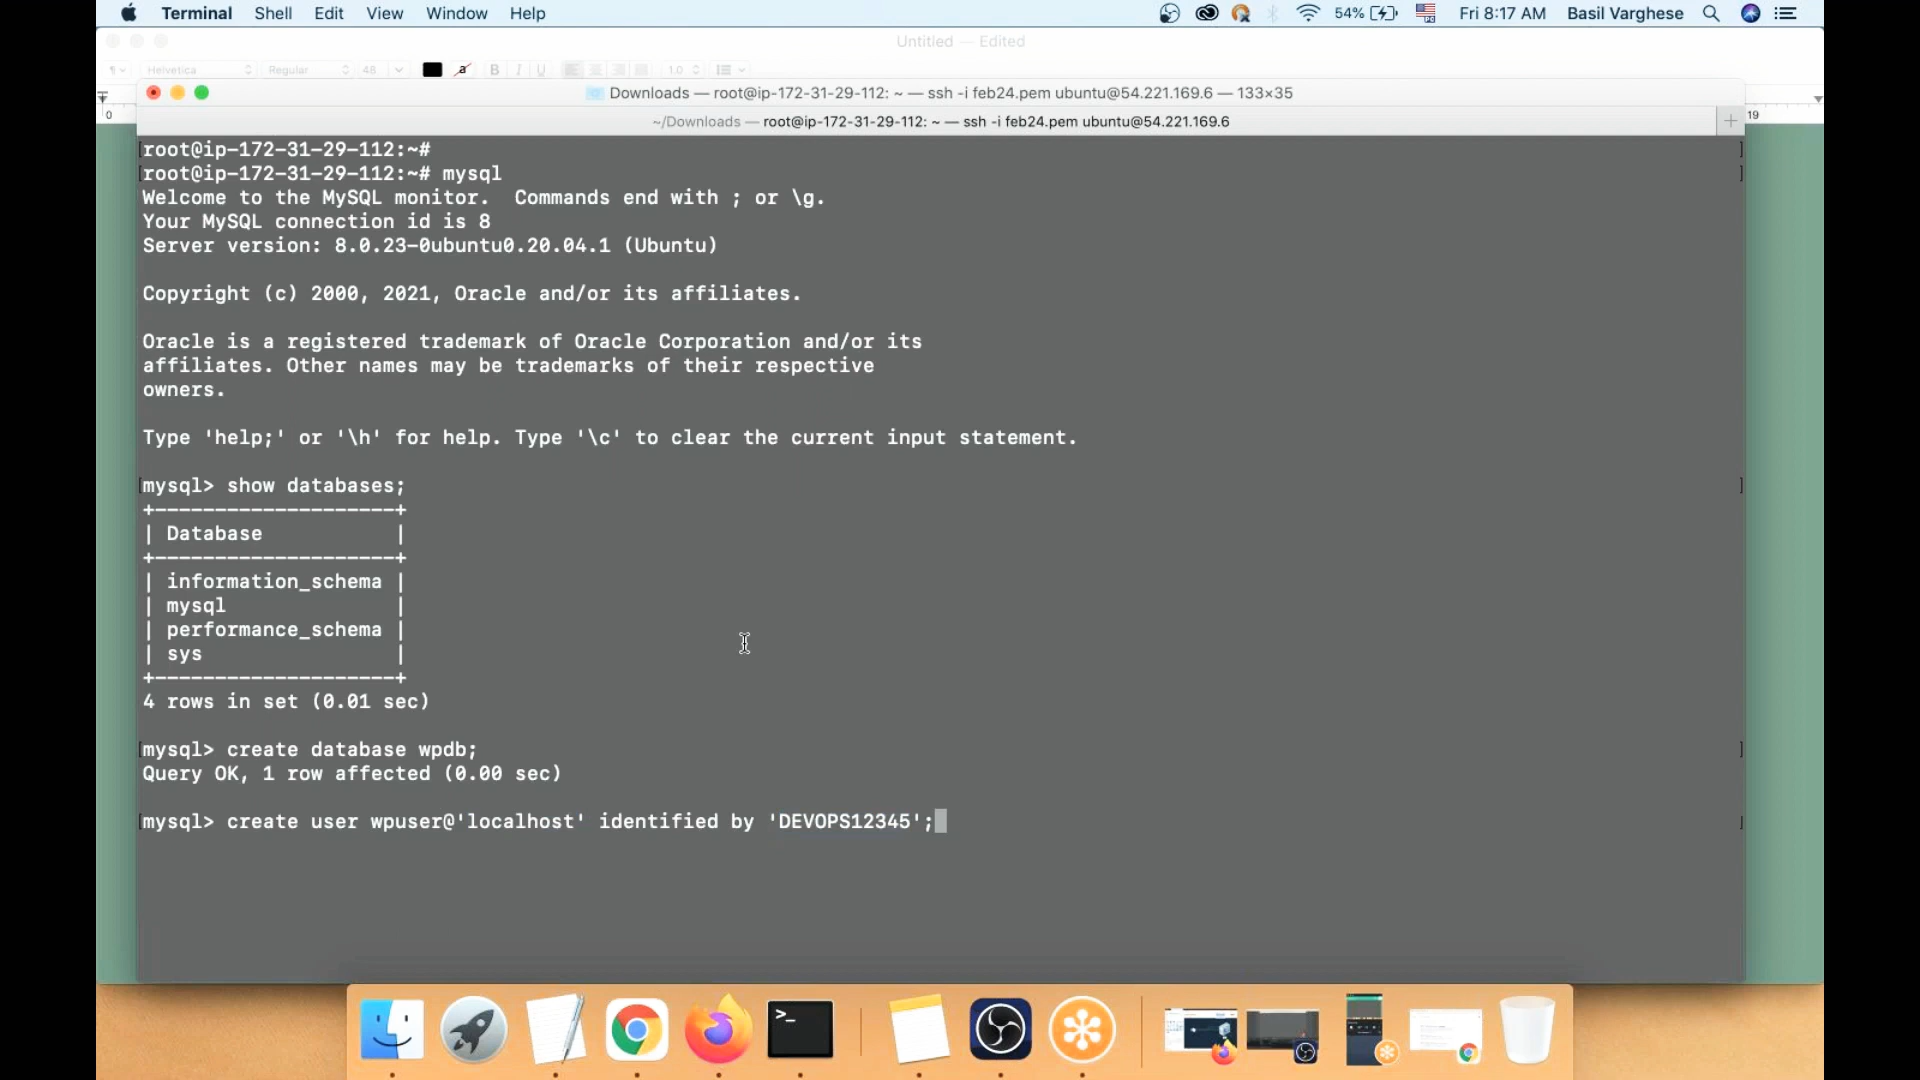 Terminal Shell Edit View Window Help 54% Fri 8:17 AM Basil Varghese
Untitled — Edited
Helvetica Regular 48 B I U 1.0
Downloads — root@ip-172-31-29-112: ~ — ssh -i feb24.pem ubuntu@54.221.169.6 — 133×35
0 19
~/Downloads — root@ip-172-31-29-112: ~ — ssh -i feb24.pem ubuntu@54.221.169.6 +
[root@ip-172-31-29-112:~# ]
[root@ip-172-31-29-112:~# mysql ]
Welcome to the MySQL monitor.  Commands end with ; or \g.
Your MySQL connection id is 8
Server version: 8.0.23-0ubuntu0.20.04.1 (Ubuntu)
Copyright (c) 2000, 2021, Oracle and/or its affiliates.
Oracle is a registered trademark of Oracle Corporation and/or its
affiliates. Other names may be trademarks of their respective
owners.
Type 'help;' or '\h' for help. Type '\c' to clear the current input statement.
[mysql> show databases; ]
+--------------------+
| Database           |
+--------------------+
| information_schema |
| mysql              |
| performance_schema |
| sys                |
+--------------------+
4 rows in set (0.01 sec)
[mysql> create database wpdb; ]
Query OK, 1 row affected (0.00 sec)
[mysql> create user wpuser@'localhost' identified by 'DEVOPS12345'; ]
>_